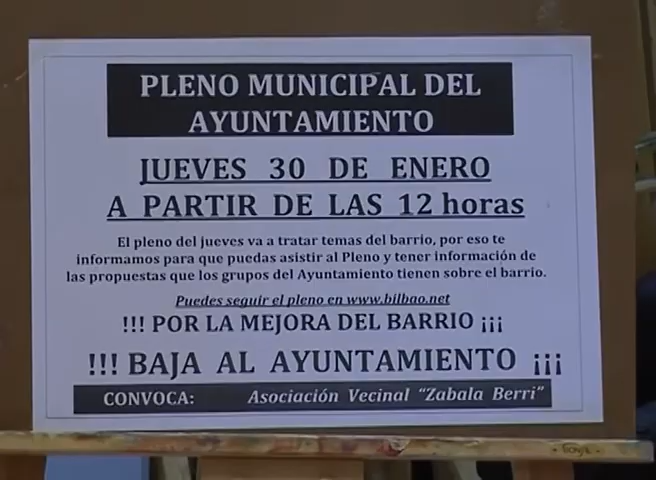 PLENO MUNICIPAL DEL
AYUNTAMIENTO
JUEVES 30 DE ENERO
A PARTIR DE LAS 12 horas
El pleno del jueves va a tratar temas del barrio, por eso te
informamos para que puedas asistir al Pleno y tener información de
las propuestas que los grupos del Ayuntamiento tienen sobre el barrio.
Puedes seguir el pleno en www.bilbao.net
!!! POR LA MEJORA DEL BARRIO ¡¡¡
!!! BAJA AL AYUNTAMIENTO ¡¡¡
CONVOCA: Asociación Vecinal "Zabala Berri"